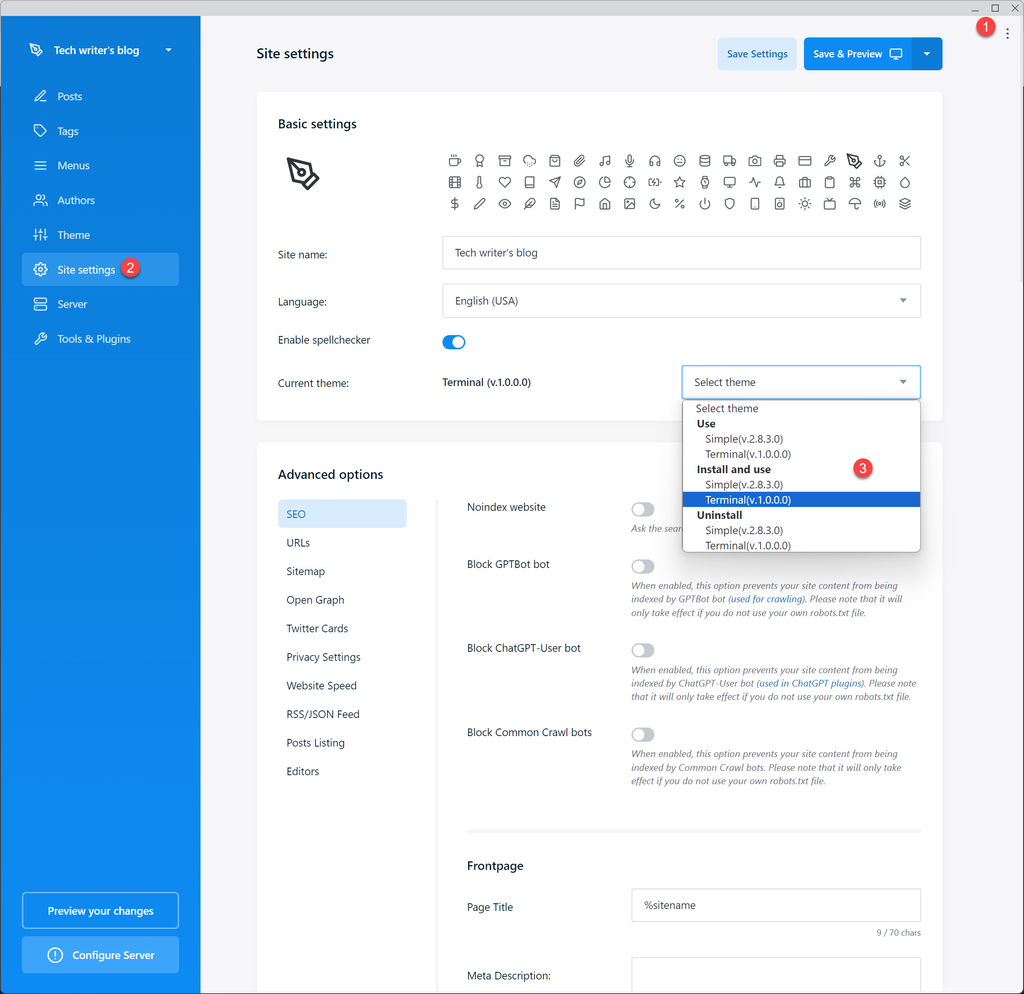 1
Tech writer's blog
Posts
Tags
Menus
Authors
Theme
Site settings 2
Server
Tools & Plugins
Preview your changes
Configure Server
Site settings
Save Settings
Save & Preview
Basic settings
Site name:
Tech writer's blog
Language:
English (USA)
Enable spellchecker
Current theme:
Terminal (v.1.0.0.0)
Select theme
Select theme
Use
Simple(v.2.8.3.0)
Terminal(v.1.0.0.0)
Install and use
3
Simple(v.2.8.3.0)
Terminal(v.1.0.0.0)
Uninstall
Simple(v.2.8.3.0)
Terminal(v.1.0.0.0)
Advanced options
SEO
URLs
Sitemap
Open Graph
Twitter Cards
Privacy Settings
Website Speed
RSS/JSON Feed
Posts Listing
Editors
Noindex website
Ask the sear
Block GPTBot bot
When enabled, this option prevents your site content from being
indexed by GPTBot bot (used for crawling). Please note that it will
only take effect if you do not use your own robots.txt file.
Block ChatGPT-User bot
When enabled, this option prevents your site content from being
indexed by ChatGPT-User bot (used in ChatGPT plugins). Please note
that it will only take effect if you do not use your own robots.txt file.
Block Common Crawl bots
When enabled, this option prevents your site content from being
indexed by Common Crawl bots. Please note that it will only take
effect if you do not use your own robots.txt file.
Frontpage
Page Title
%sitename
9 / 70 chars
Meta Description: